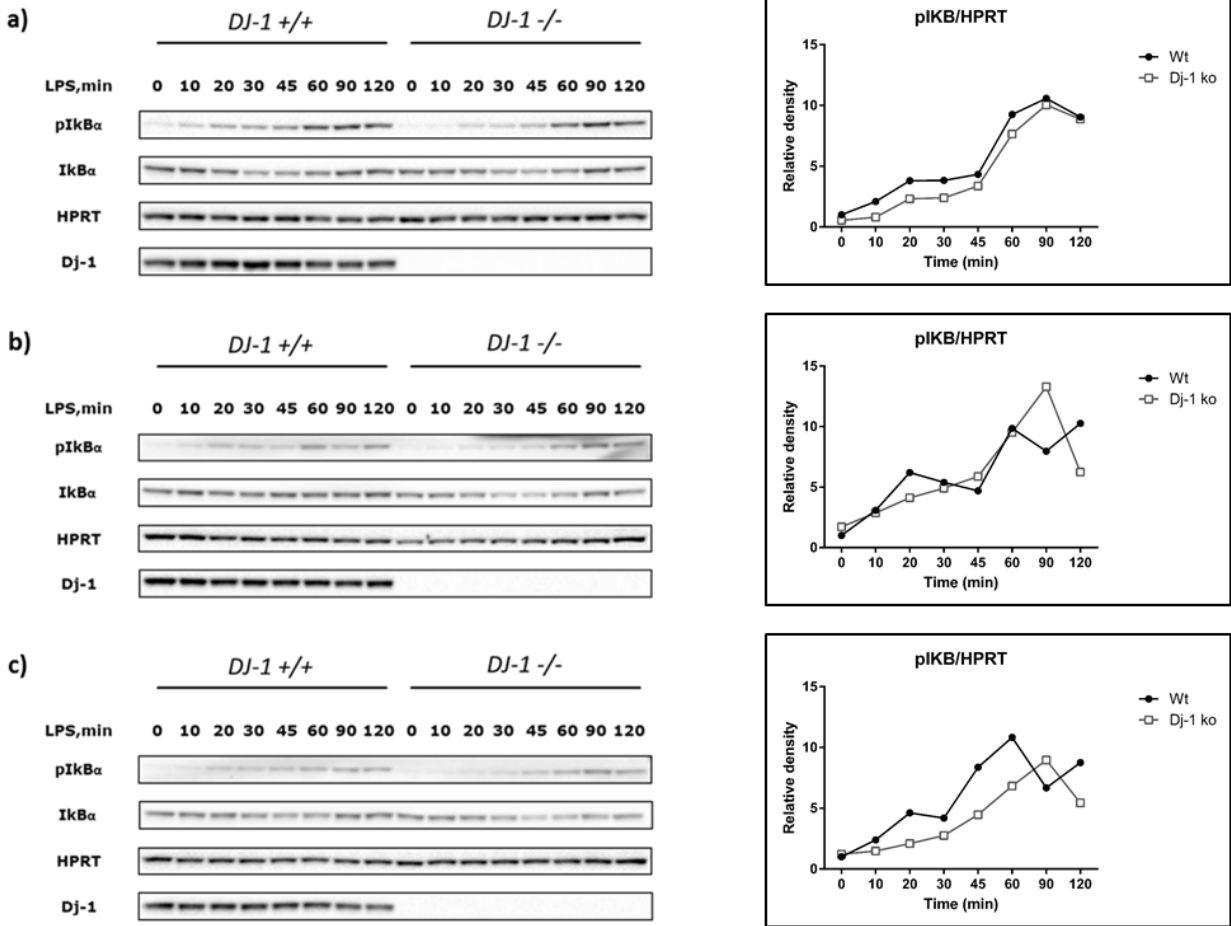 a)
DJ-1 +/+ DJ-1 -/-
LPS,min 0 10 20 30 45 60 90 120 0 10 20 30 45 60 90 120
pIkBα
IkBα
HPRT
Dj-1
pIKB/HPRT
Wt
Dj-1 ko
Relative density
15
10
5
0
0 10 20 30 45 60 90 120
Time (min)
b)
DJ-1 +/+ DJ-1 -/-
LPS,min 0 10 20 30 45 60 90 120 0 10 20 30 45 60 90 120
pIkBα
IkBα
HPRT
Dj-1
pIKB/HPRT
Wt
Dj-1 ko
Relative density
15
10
5
0
0 10 20 30 45 60 90 120
Time (min)
c)
DJ-1 +/+ DJ-1 -/-
LPS,min 0 10 20 30 45 60 90 120 0 10 20 30 45 60 90 120
pIkBα
IkBα
HPRT
Dj-1
pIKB/HPRT
Wt
Dj-1 ko
Relative density
15
10
5
0
0 10 20 30 45 60 90 120
Time (min)